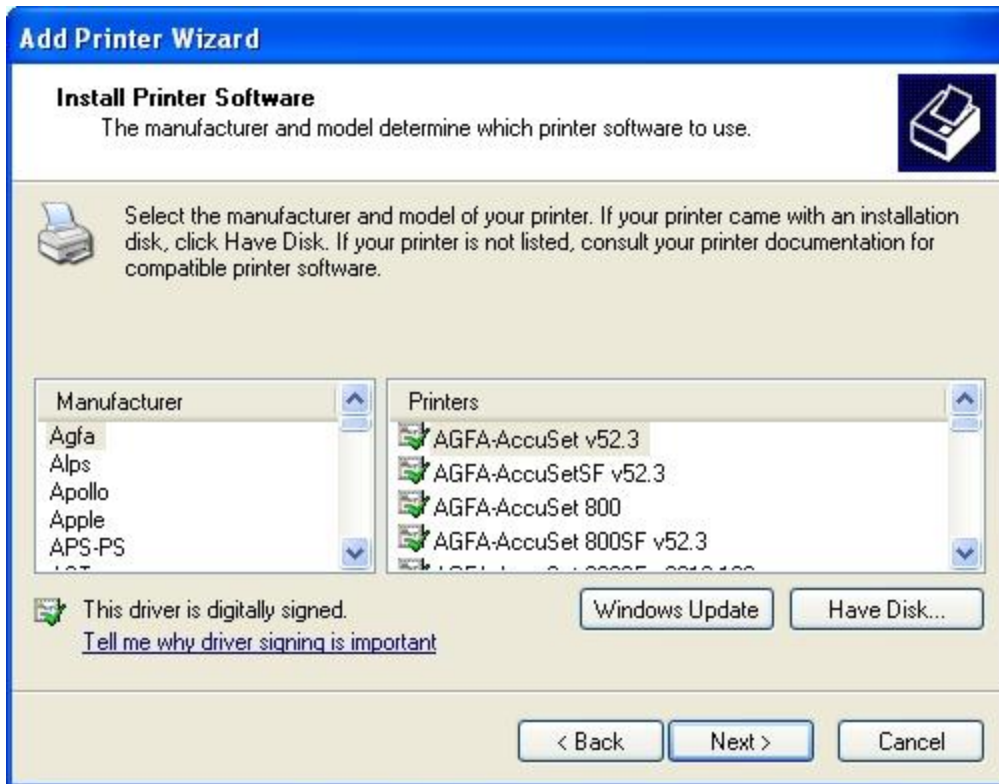 Add Printer Wizard
Install Printer Software
The manufacturer and model determine which printer software to use.
Select the manufacturer and model of your printer. If your printer came with an installation
disk, click Have Disk. If your printer is not listed, consult your printer documentation for
compatible printer software.
Manufacturer
Agfa
Alps
Apollo
Apple
APS-PS
Printers
AGFA-AccuSet v52.3
AGFA-AccuSetSF v52.3
AGFA-AccuSet 800
AGFA-AccuSet 800SF v52.3
This driver is digitally signed.
Tell me why driver signing is important
Windows Update
Have Disk...
< Back
Next >
Cancel